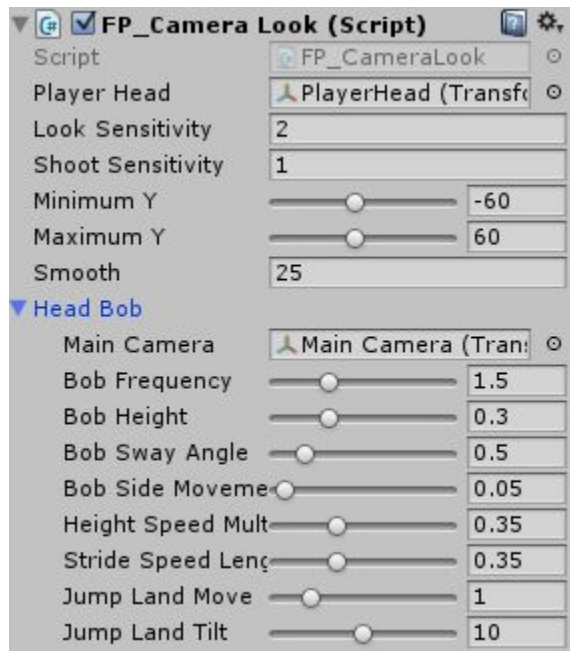 FP_Camera Look (Script)
Script FP_CameraLook
Player Head PlayerHead (Transfo
Look Sensitivity 2
Shoot Sensitivity 1
Minimum Y -60
Maximum Y 60
Smooth 25
Head Bob
Main Camera Main Camera (Tran
Bob Frequency 1.5
Bob Height 0.3
Bob Sway Angle 0.5
Bob Side Moveme 0.05
Height Speed Mult 0.35
Stride Speed Leng 0.35
Jump Land Move 1
Jump Land Tilt 10